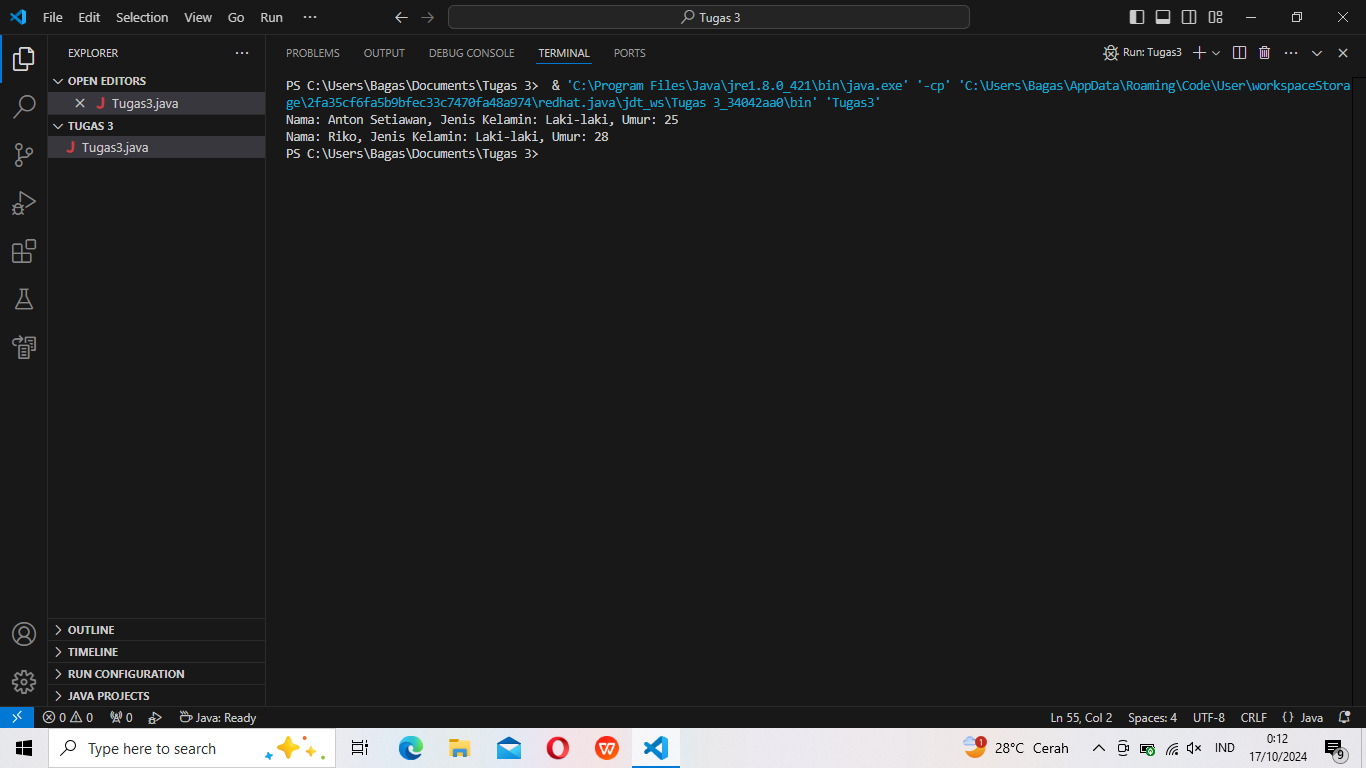 File Edit Selection View Go Run ···
Tugas 3
EXPLORER ···
OPEN EDITORS
Tugas3.java
TUGAS 3
Tugas3.java
OUTLINE
TIMELINE
RUN CONFIGURATION
JAVA PROJECTS
PROBLEMS OUTPUT DEBUG CONSOLE TERMINAL PORTS
Run: Tugas3
PS C:\Users\Bagas\Documents\Tugas 3>  & 'C:\Program Files\Java\jre1.8.0_421\bin\java.exe' '-cp' 'C:\Users\Bagas\AppData\Roaming\Code\User\workspaceStora
ge\2fa35cf6fa5b9bfec33c7470fa48a974\redhat.java\jdt_ws\Tugas 3_34042aa0\bin' 'Tugas3'
Nama: Anton Setiawan, Jenis Kelamin: Laki-laki, Umur: 25
Nama: Riko, Jenis Kelamin: Laki-laki, Umur: 28
PS C:\Users\Bagas\Documents\Tugas 3>
0 0 0 Java: Ready
Ln 55, Col 2 Spaces: 4 UTF-8 CRLF { } Java
Type here to search
1 28°C Cerah IND
0:12
17/10/2024
9